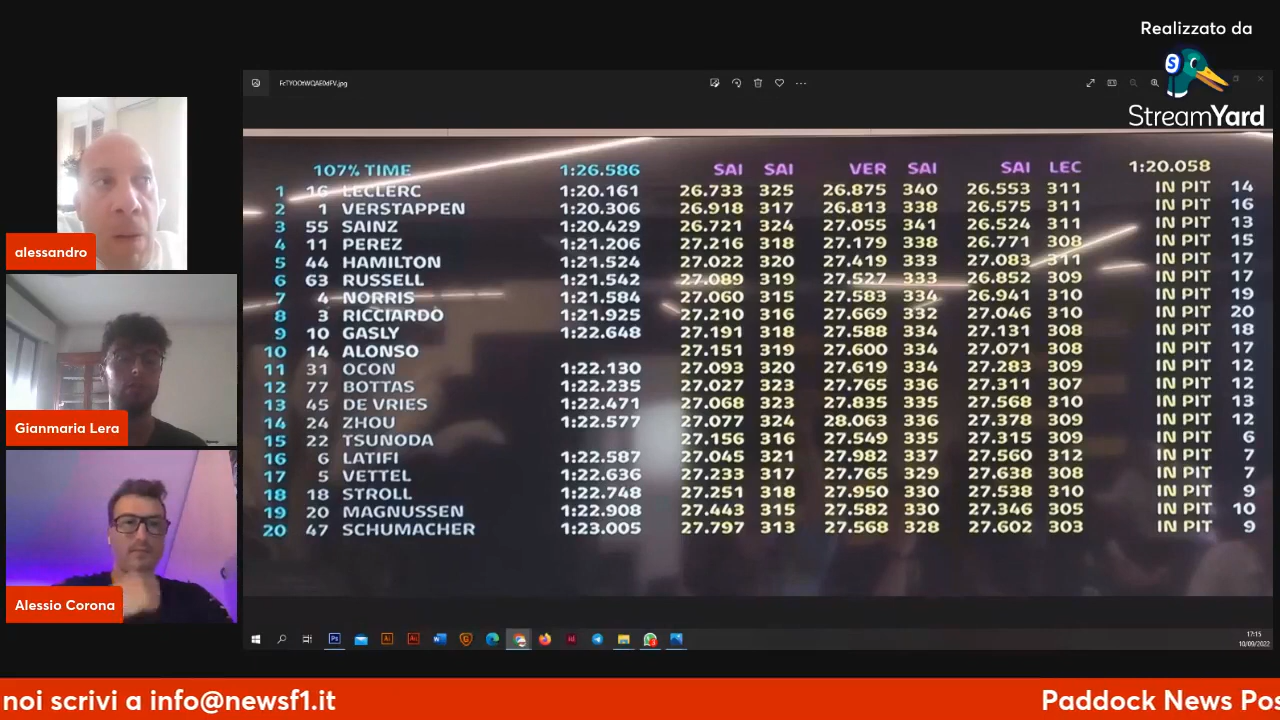 Realizzato da
S
StreamYard
FcTYOOtWQAE0dFV.jpg
107% TIME 1:26.586 SAI SAI VER SAI SAI LEC 1:20.058
1 16 LECLERC 1:20.161 26.733 325 26.875 340 26.553 311 IN PIT 14
2 1 VERSTAPPEN 1:20.306 26.918 317 26.813 338 26.575 311 IN PIT 16
3 55 SAINZ 1:20.429 26.721 324 27.055 341 26.524 311 IN PIT 13
4 11 PEREZ 1:21.206 27.216 318 27.179 338 26.771 308 IN PIT 15
5 44 HAMILTON 1:21.524 27.022 320 27.419 333 27.083 311 IN PIT 17
6 63 RUSSELL 1:21.542 27.089 319 27.527 333 26.852 309 IN PIT 17
7 4 NORRIS 1:21.584 27.060 315 27.583 334 26.941 310 IN PIT 19
8 3 RICCIARDO 1:21.925 27.210 316 27.669 332 27.046 310 IN PIT 20
9 10 GASLY 1:22.648 27.191 318 27.588 334 27.131 308 IN PIT 18
10 14 ALONSO 27.151 319 27.600 334 27.071 308 IN PIT 17
11 31 OCON 1:22.130 27.093 320 27.619 334 27.283 309 IN PIT 12
12 77 BOTTAS 1:22.235 27.027 323 27.765 336 27.311 307 IN PIT 12
13 45 DE VRIES 1:22.471 27.068 323 27.835 335 27.568 310 IN PIT 13
14 24 ZHOU 1:22.577 27.077 324 28.063 336 27.378 309 IN PIT 12
15 22 TSUNODA 27.156 316 27.549 335 27.315 309 IN PIT 6
16 6 LATIFI 1:22.587 27.045 321 27.982 337 27.560 312 IN PIT 7
17 5 VETTEL 1:22.636 27.233 317 27.765 329 27.638 308 IN PIT 7
18 18 STROLL 1:22.748 27.251 318 27.950 330 27.538 310 IN PIT 9
19 20 MAGNUSSEN 1:22.908 27.443 315 27.582 330 27.346 305 IN PIT 10
20 47 SCHUMACHER 1:23.005 27.797 313 27.568 328 27.602 303 IN PIT 9
alessandro
Gianmaria Lera
Alessio Corona
17:15
10/09/2022
noi scrivi a info@newsf1.it
Paddock News Pos